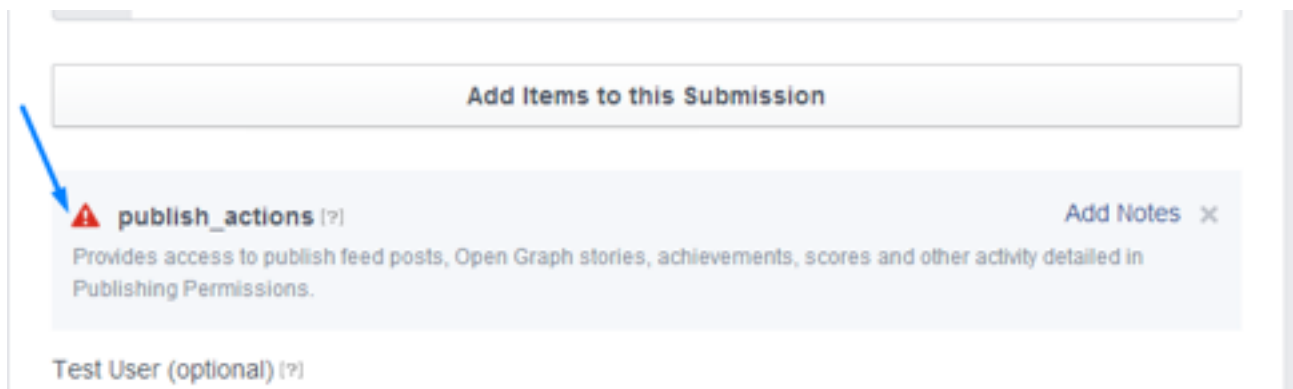 Add Items to this Submission
publish_actions [?]
Add Notes ×
Provides access to publish feed posts, Open Graph stories, achievements, scores and other activity detailed in
Publishing Permissions.
Test User (optional) [?]